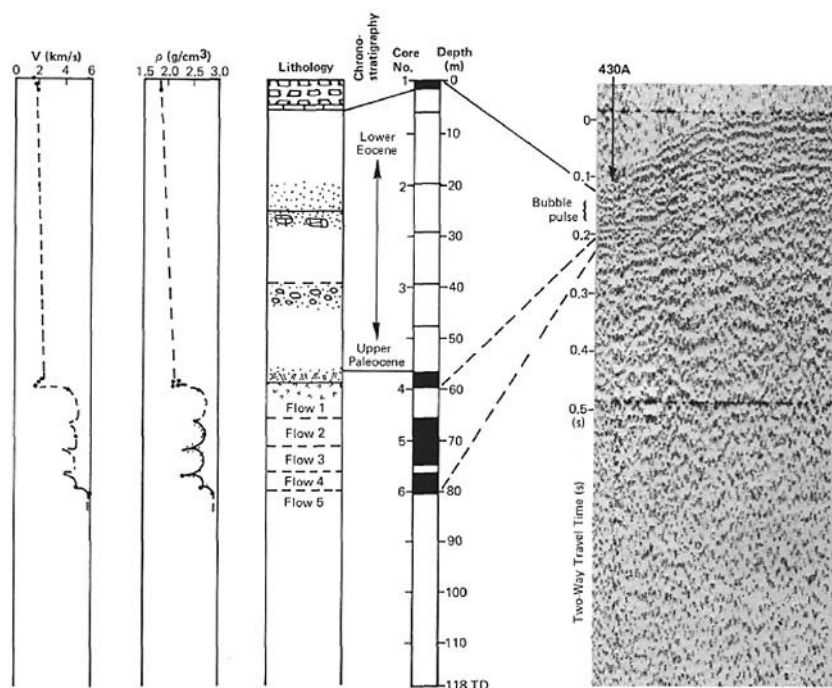 V (km/s)
0 2 6
ρ (g/cm3)
1.5 2.0 3.0
Lithology
Chrono-
stratigraphy
Core
No.
Depth
(m)
1
0
10
Lower
Eocene
2
20
30
3
40
50
Upper
Paleocene
4
60
Flow 1
Flow 2
5
70
Flow 3
Flow 4
6
80
Flow 5
90
100
110
118 TD
430A
0
0.1
Bubble
pulse
0.2
0.3
0.4
0.5
(s)
Two-Way Travel Time (s)